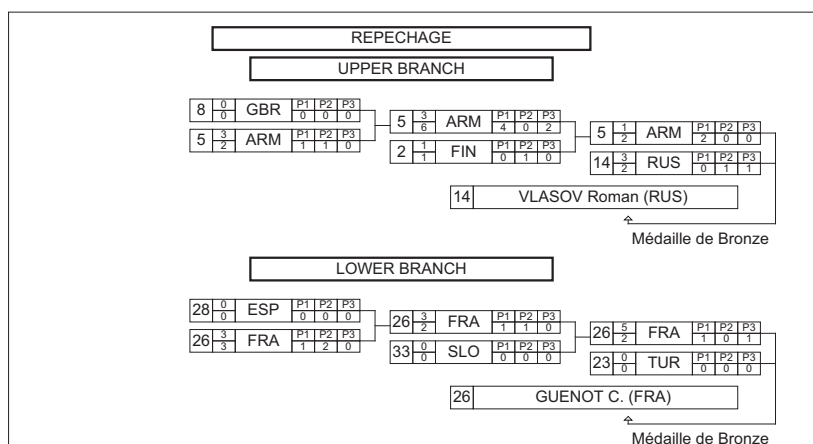 REPECHAGE
UPPER BRANCH
8 0 0 GBR P1 P2 P3 0 0 0
5 3 2 ARM P1 P2 P3 1 1 0
5 3 6 ARM P1 P2 P3 4 0 2
2 1 1 FIN P1 P2 P3 0 1 0
5 1 2 ARM P1 P2 P3 2 0 0
14 3 2 RUS P1 P2 P3 0 1 1
14 VLASOV Roman (RUS)
Médaille de Bronze
LOWER BRANCH
28 0 0 ESP P1 P2 P3 0 0 0
26 3 3 FRA P1 P2 P3 1 2 0
26 3 2 FRA P1 P2 P3 1 1 0
33 0 0 SLO P1 P2 P3 0 0 0
26 5 2 FRA P1 P2 P3 1 0 1
23 0 0 TUR P1 P2 P3 0 0 0
26 GUENOT C. (FRA)
Médaille de Bronze